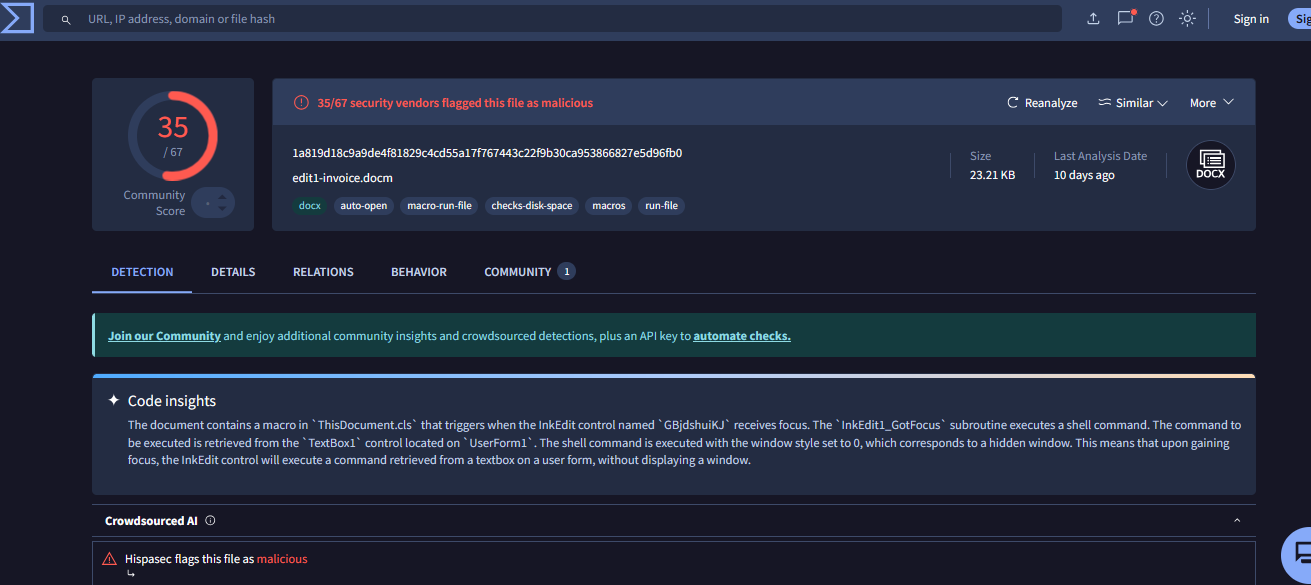 URL, IP address, domain or file hash
Sign in
35
/ 67
Community
Score
35/67 security vendors flagged this file as malicious
Reanalyze
Similar
More
1a819d18c9a9de4f81829c4cd55a17f767443c22f9b30ca953866827e5d96fb0
edit1-invoice.docm
docx auto-open macro-run-file checks-disk-space macros run-file
Size
23.21 KB
Last Analysis Date
10 days ago
DOCX
DETECTION DETAILS RELATIONS BEHAVIOR COMMUNITY 1
Join our Community and enjoy additional community insights and crowdsourced detections, plus an API key to automate checks.
Code insights
The document contains a macro in `ThisDocument.cls` that triggers when the InkEdit control named `GBjdshuiKJ` receives focus. The `InkEdit1_GotFocus` subroutine executes a shell command. The command to
be executed is retrieved from the `TextBox1` control located on `UserForm1`. The shell command is executed with the window style set to 0, which corresponds to a hidden window. This means that upon gaining
focus, the InkEdit control will execute a command retrieved from a textbox on a user form, without displaying a window.
Crowdsourced AI
Hispasec flags this file as malicious